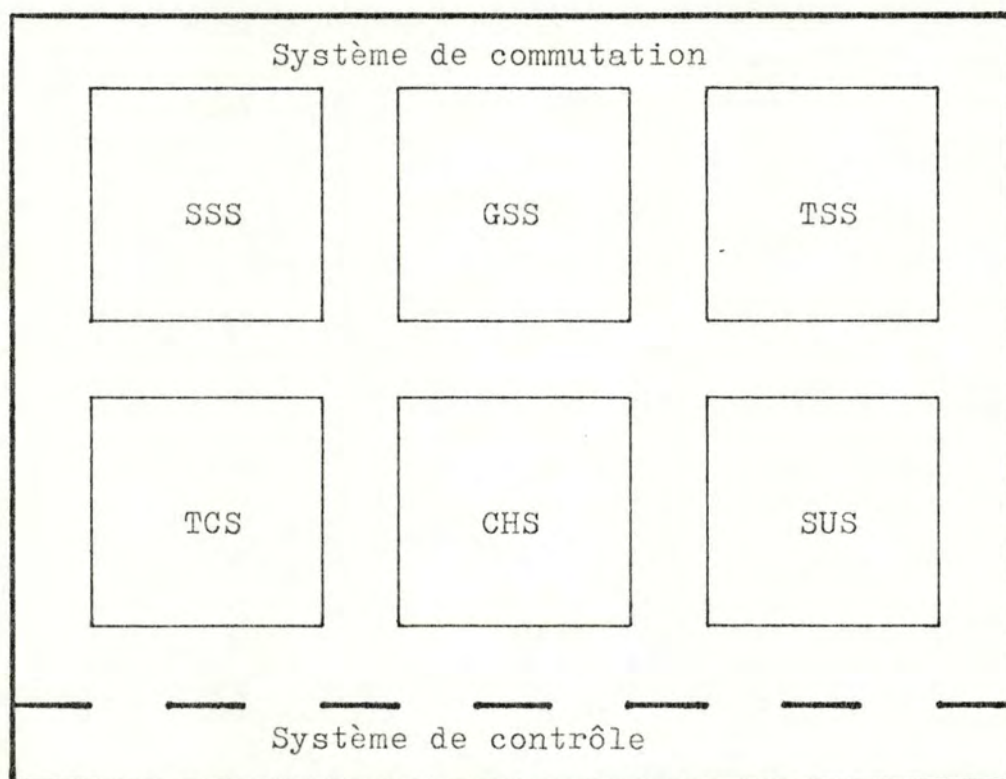 Système de commutation
SSS GSS TSS
TCS CHS SUS
Système de contrôle